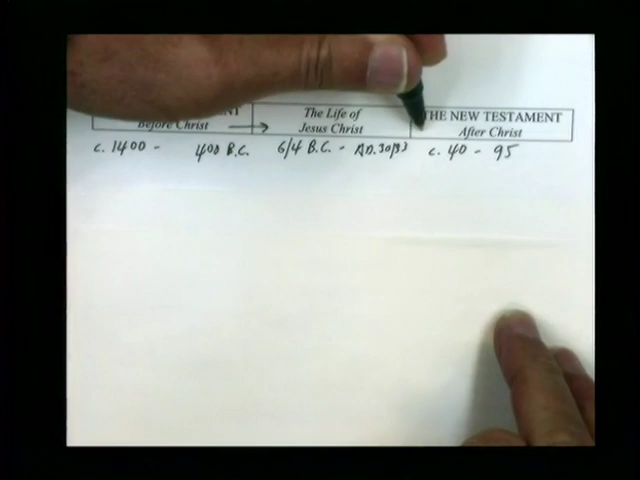 The Life of THE NEW TESTAMENT
Before Christ Jesus Christ After Christ
c. 1400 - 400 B.C. 6/4 B.C. - A.D. 30/33 c. 40 - 95